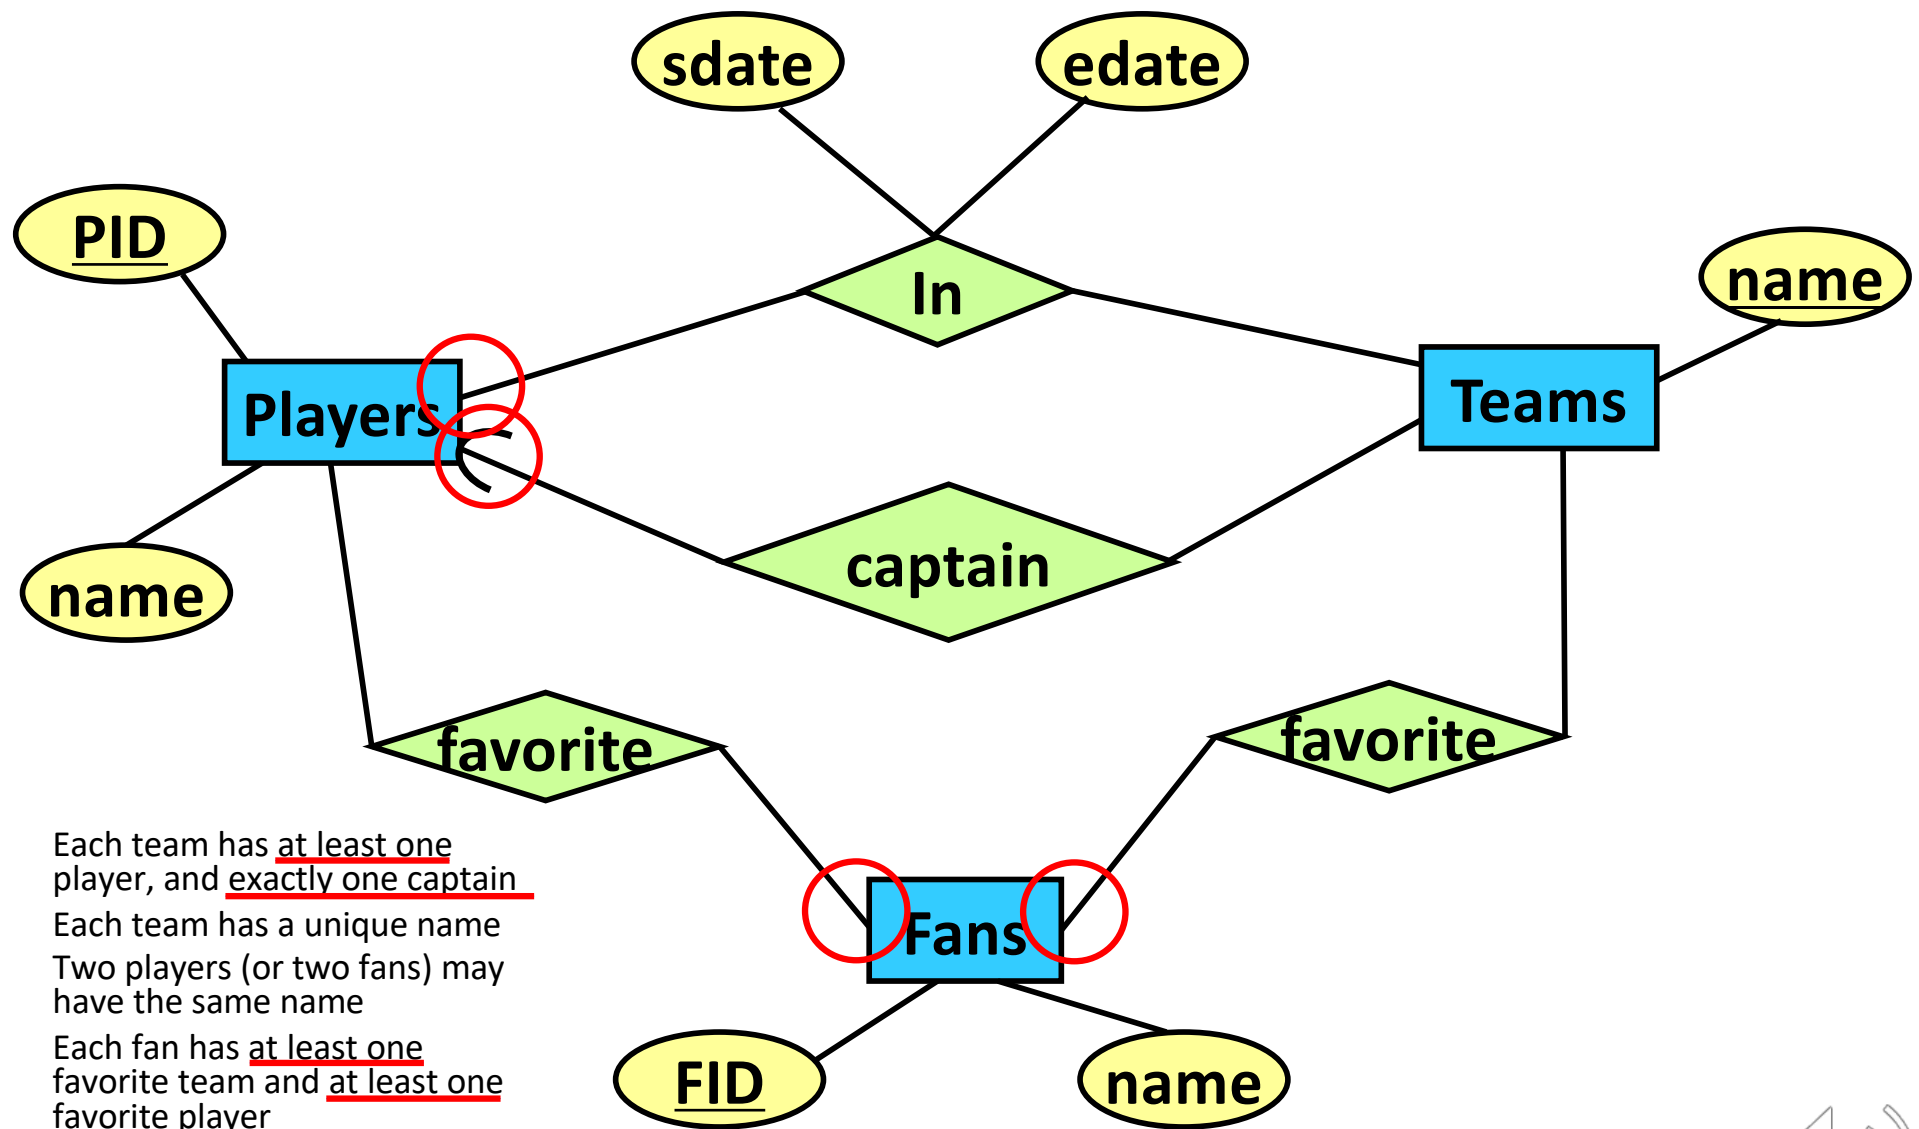 sdate
edate
PID
In
name
Players
Teams
captain
name
favorite
favorite
Each team has at least one
player, and exactly one captain
Each team has a unique name
Two players (or two fans) may
have the same name
Each fan has at least one
favorite team and at least one
favorite player
Fans
FID
name